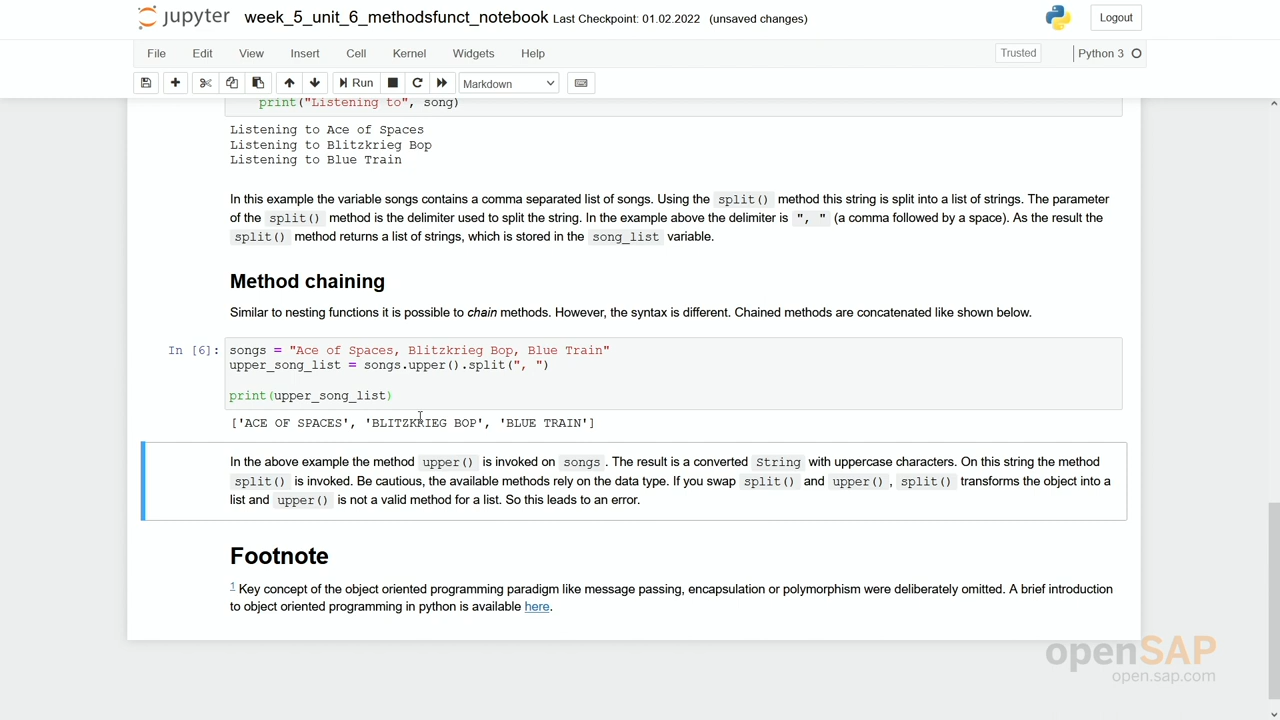 jupyter week_5_unit_6_methodsfunct_notebook Last Checkpoint: 01.02.2022 (unsaved changes) Logout
File Edit View Insert Cell Kernel Widgets Help Trusted Python 3
Run Markdown
print("Listening to", song)
Listening to Ace of Spaces
Listening to Blitzkrieg Bop
Listening to Blue Train
In this example the variable songs contains a comma separated list of songs. Using the split() method this string is split into a list of strings. The parameter
of the split() method is the delimiter used to split the string. In the example above the delimiter is ", " (a comma followed by a space). As the result the
split() method returns a list of strings, which is stored in the song_list variable.
Method chaining
Similar to nesting functions it is possible to chain methods. However, the syntax is different. Chained methods are concatenated like shown below.
In [6]: songs = "Ace of Spaces, Blitzkrieg Bop, Blue Train"
upper_song_list = songs.upper().split(", ")
print(upper_song_list)
['ACE OF SPACES', 'BLITZKRIEG BOP', 'BLUE TRAIN']
In the above example the method upper() is invoked on songs. The result is a converted String with uppercase characters. On this string the method
split() is invoked. Be cautious, the available methods rely on the data type. If you swap split() and upper(), split() transforms the object into a
list and upper() is not a valid method for a list. So this leads to an error.
Footnote
1 Key concept of the object oriented programming paradigm like message passing, encapsulation or polymorphism were deliberately omitted. A brief introduction
to object oriented programming in python is available here.
openSAP
open.sap.com